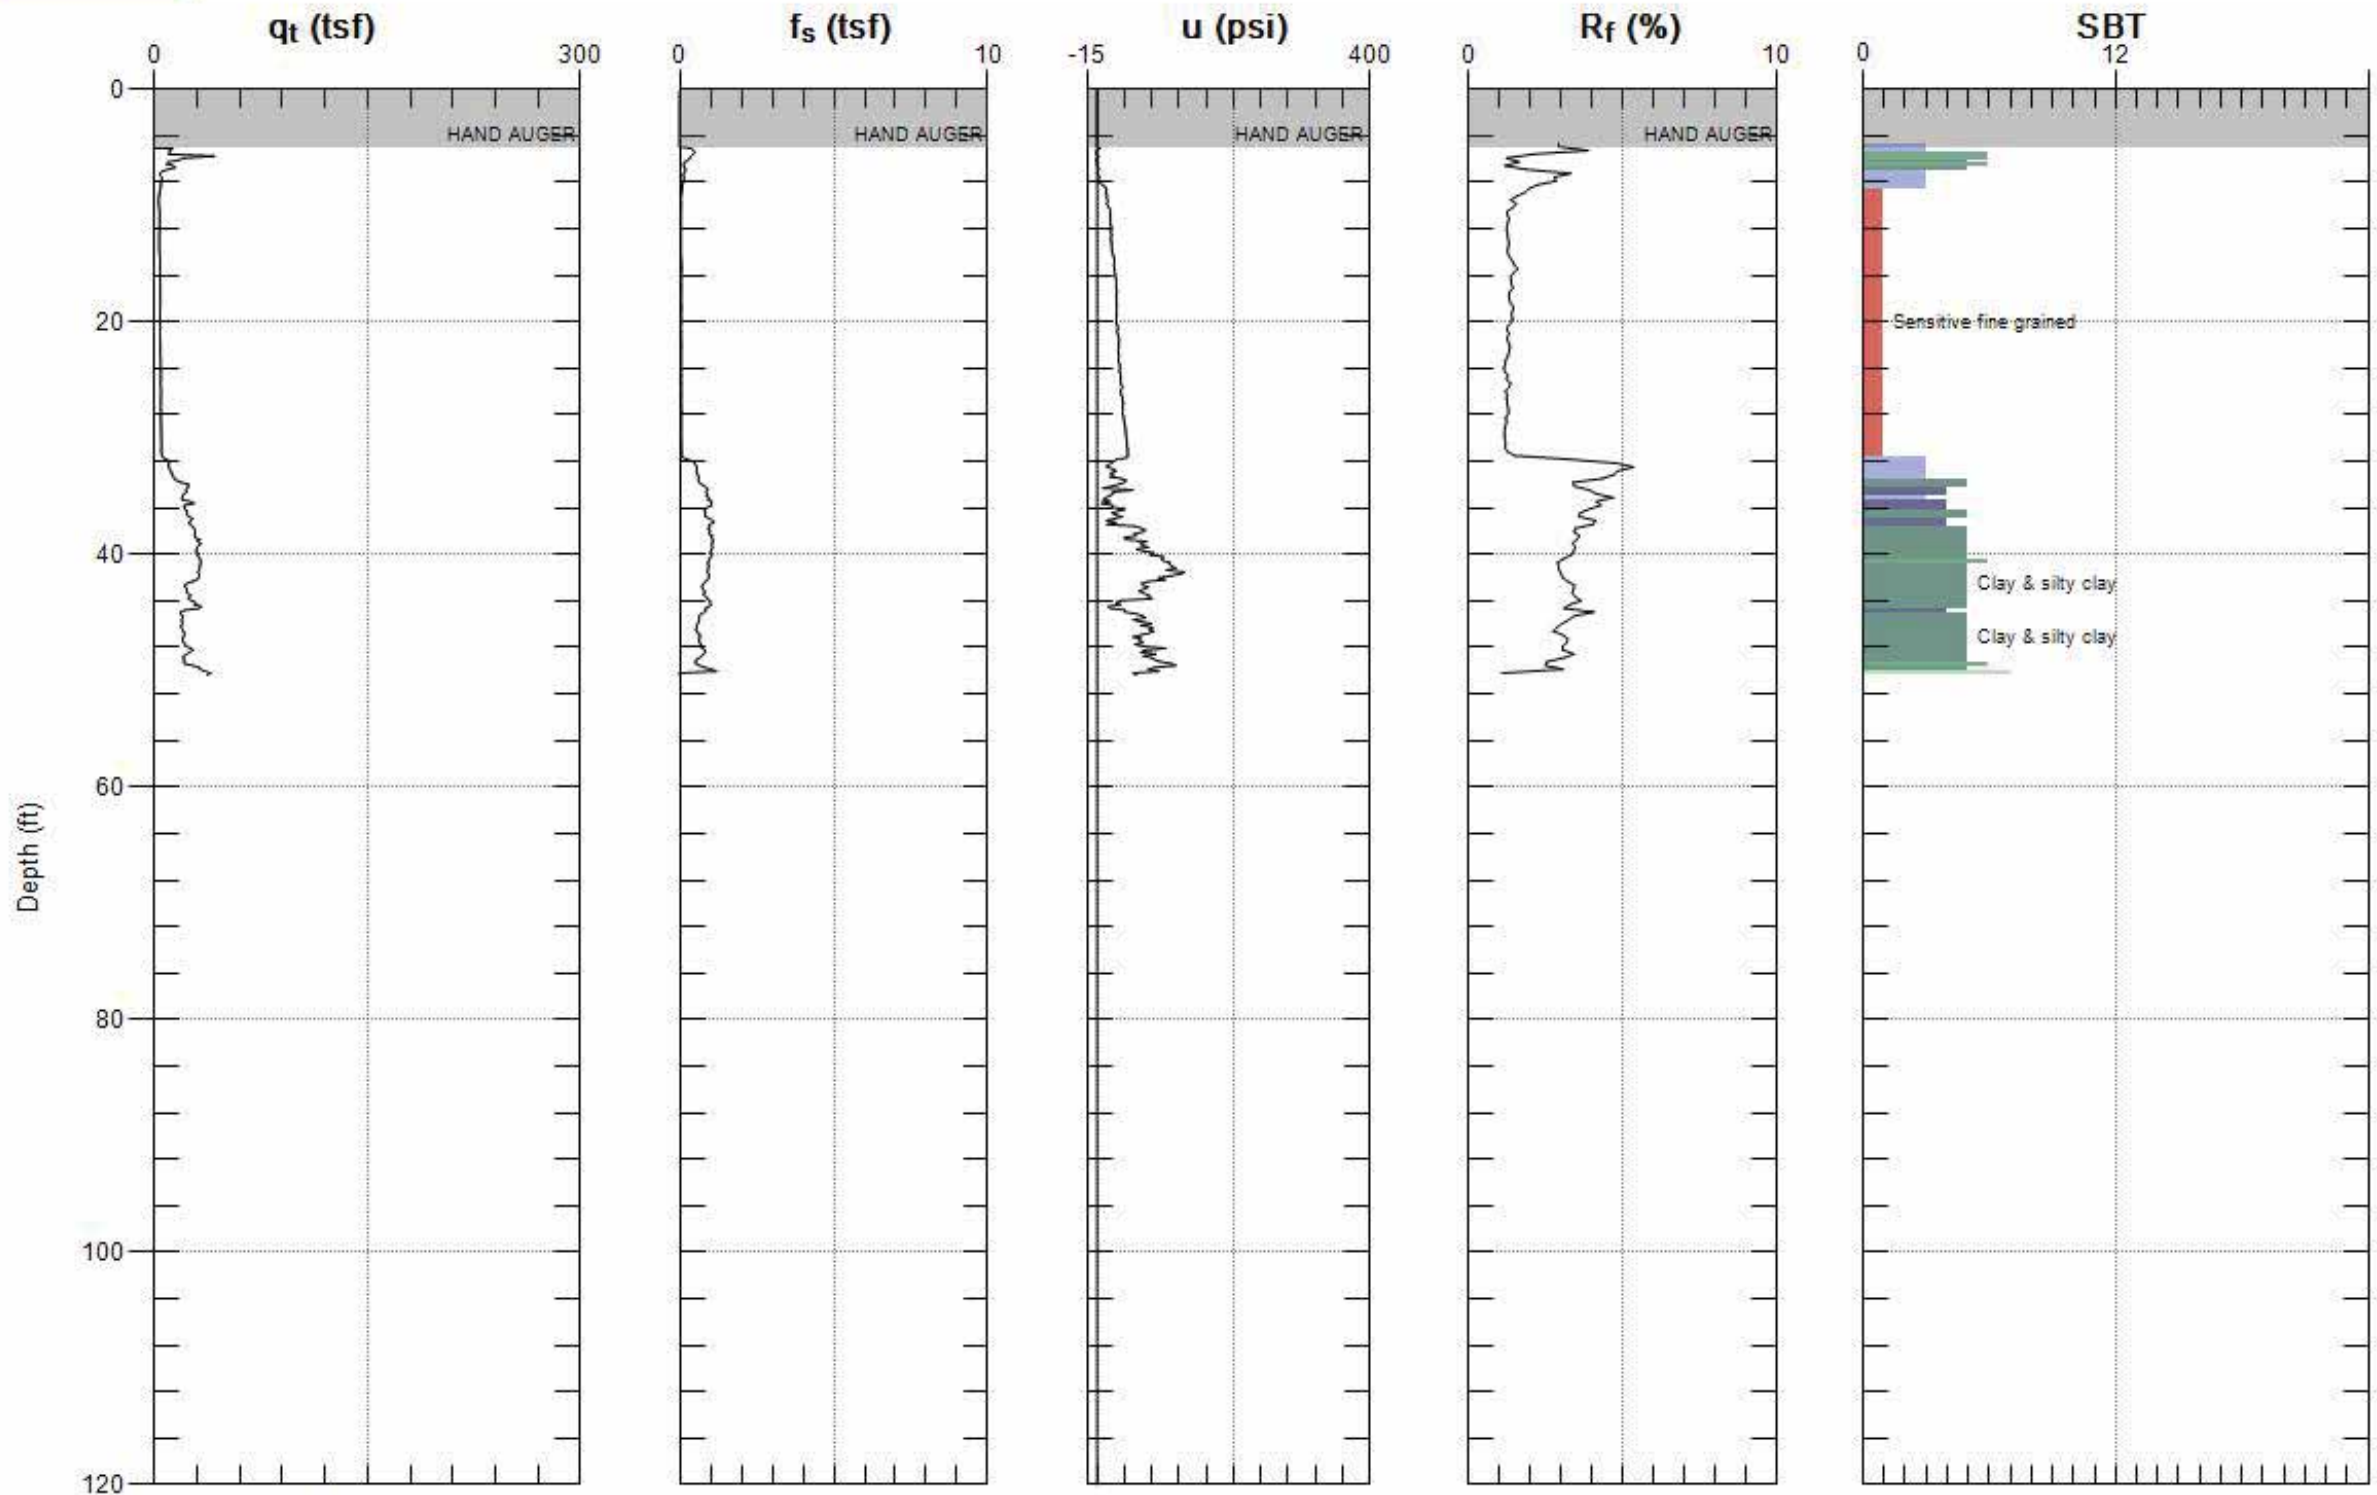 qt (tsf) fs (tsf) u (psi) Rf (%) SBT
0 300 0 10 -15 400 0 10 0 12
0
HAND AUGER HAND AUGER HAND AUGER HAND AUGER
20
Sensitive fine grained
40
Clay & silty clay
Clay & silty clay
60
Depth (ft)
80
100
120